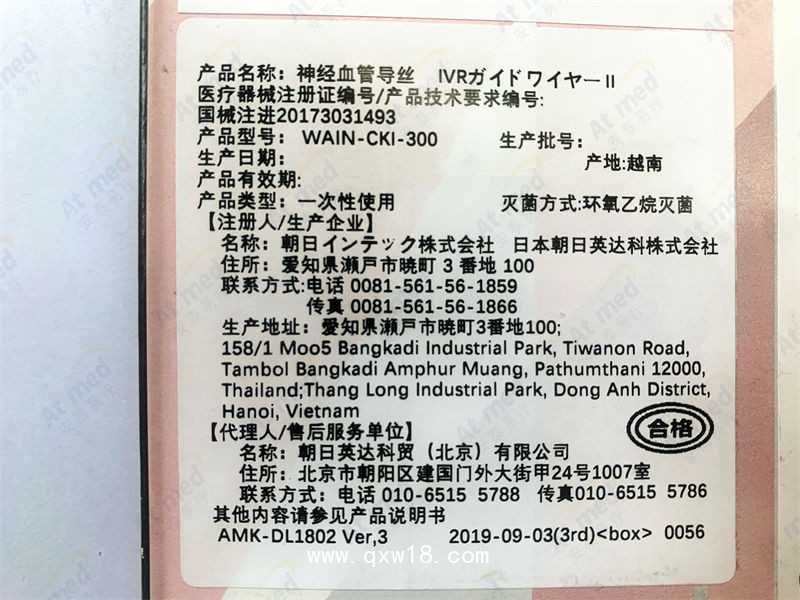 产品名称：神经血管导丝 IVRガイドワイヤーII
医疗器械注册证编号/产品技术要求编号:
国械注进20173031493
产品型号：WAIN-CKI-300 生产批号：
生产日期： 产地:越南
产品有效期:
产品类型：一次性使用 灭菌方式:环氧乙烷灭菌
【注册人/生产企业】
名称：朝日インテック株式会社 日本朝日英达科株式会社
住所：愛知県瀬戸市暁町 3 番地 100
联系方式:电话 0081-561-56-1859
传真 0081-561-56-1866
生产地址：愛知県瀬戸市暁町3番地100;
158/1 Moo5 Bangkadi Industrial Park, Tiwanon Road,
Tambol Bangkadi Amphur Muang, Pathumthani 12000,
Thailand;Thang Long Industrial Park, Dong Anh District,
Hanoi, Vietnam
【代理人/售后服务单位】
合格
名称：朝日英达科贸（北京）有限公司
住所：北京市朝阳区建国门外大街甲24号1007室
联系方式：电话 010-6515 5788 传真010-6515 5786
其他内容请参见产品说明书
AMK-DL1802 Ver,3 2019-09-03(3rd)<box> 0056
www.qxw18.com
At med
安泰易疗